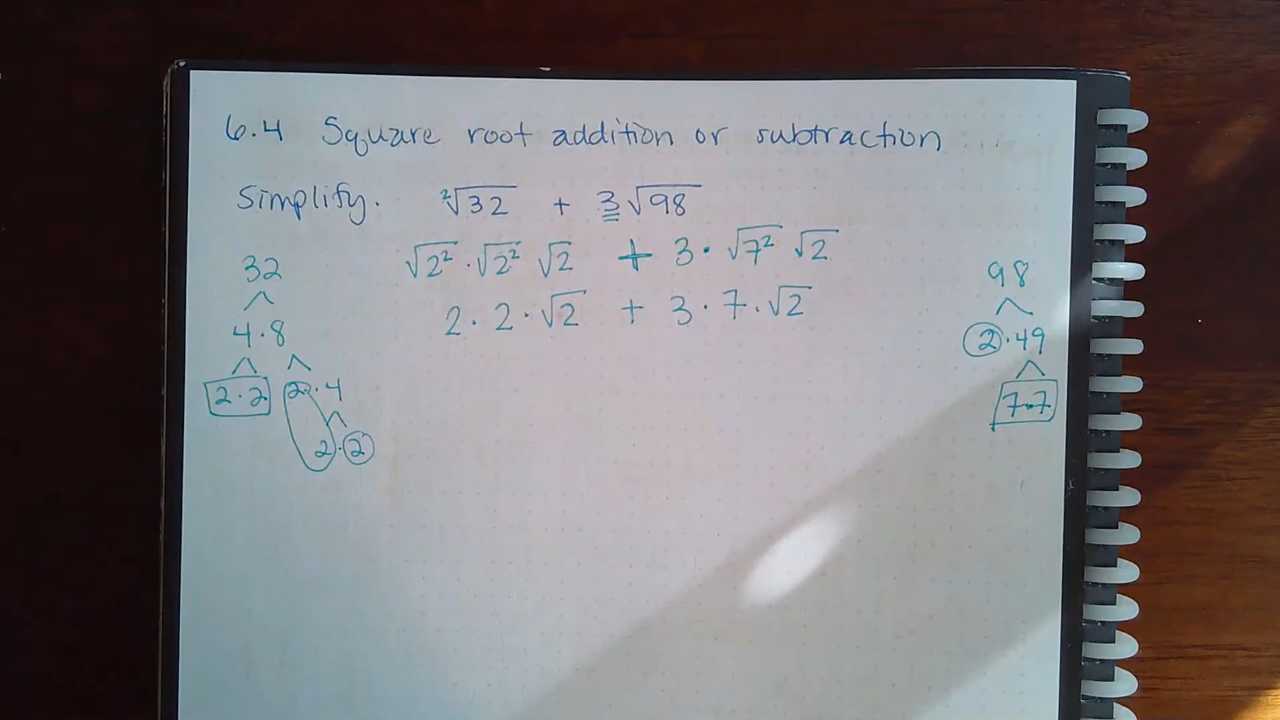 6.4 Square root addition or subtraction
Simplify. ²√32 + 3√98
√2² · √2² √2 + 3 · √7² √2
2 · 2 · √2 + 3 · 7 · √2
32
4 · 8
2 · 2 2 · 4
2 · 2
98
2 · 49
7 · 7